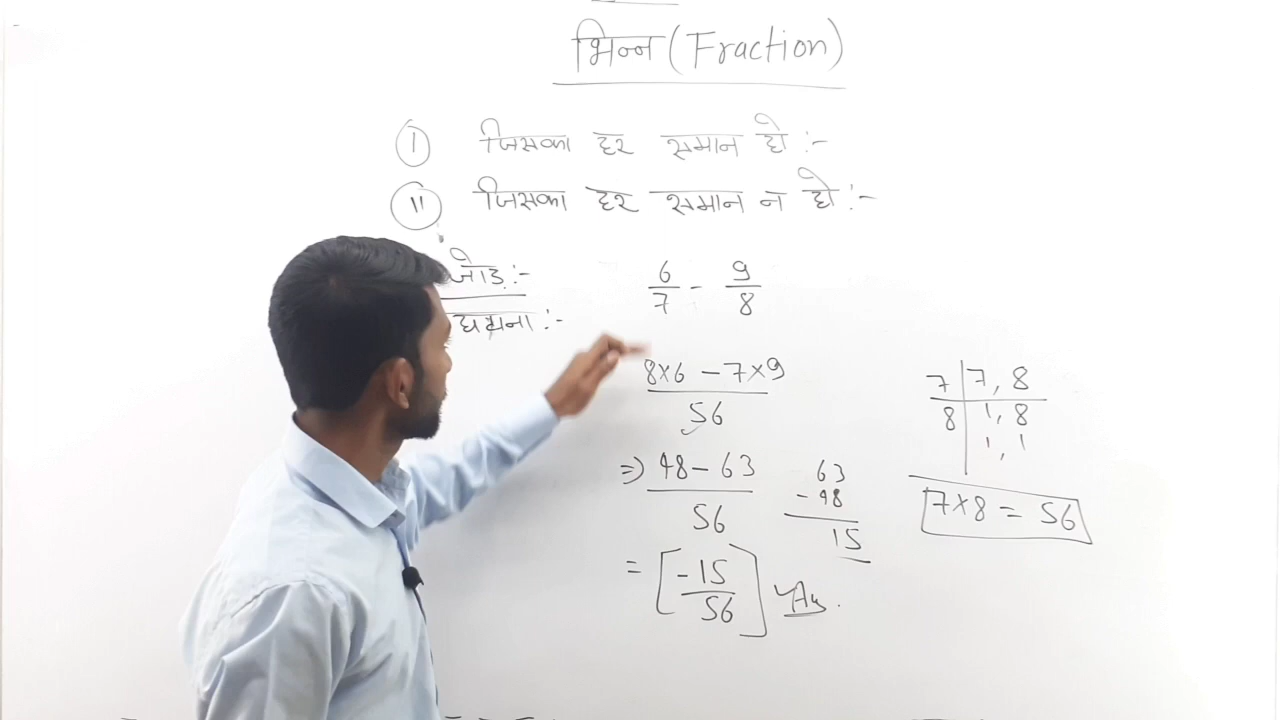 भिन्न (Fraction)
I जिसका हर समान हो :-
II जिसका हर समान न हो :-
जोड़ :-
घटाना :-
6/7 - 9/8
8×6 - 7×9
56
=> 48 - 63
56
= [-15/56] Ans.
63
- 48
15
7 | 7, 8
8 | 1, 8
1, 1
7×8 = 56